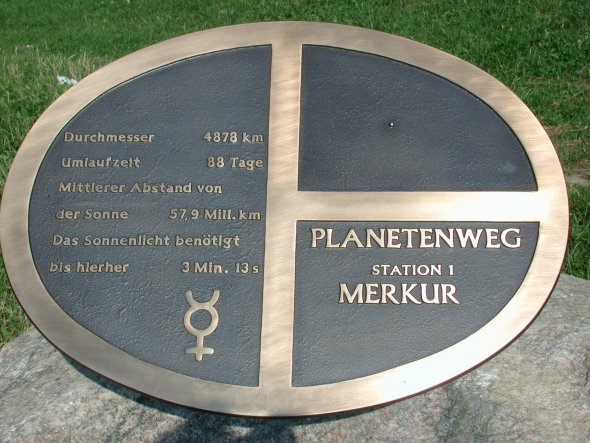 Durchmesser 4878 km
Umlaufzeit 88 Tage
Mittlerer Abstand von
der Sonne 57,9 Mill. km
Das Sonnenlicht benötigt
bis hierher 3 Min. 13 s
PLANETENWEG
STATION 1
MERKUR